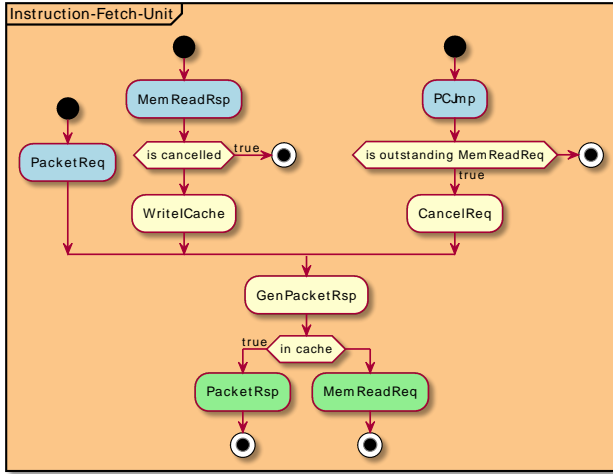 Instruction-Fetch-Unit
MemReadRsp
PCJmp
PacketReq
is cancelled
true
is outstanding MemReadReq
true
WriteICache
CancelReq
GenPacketRsp
true
in cache
PacketRsp
MemReadReq